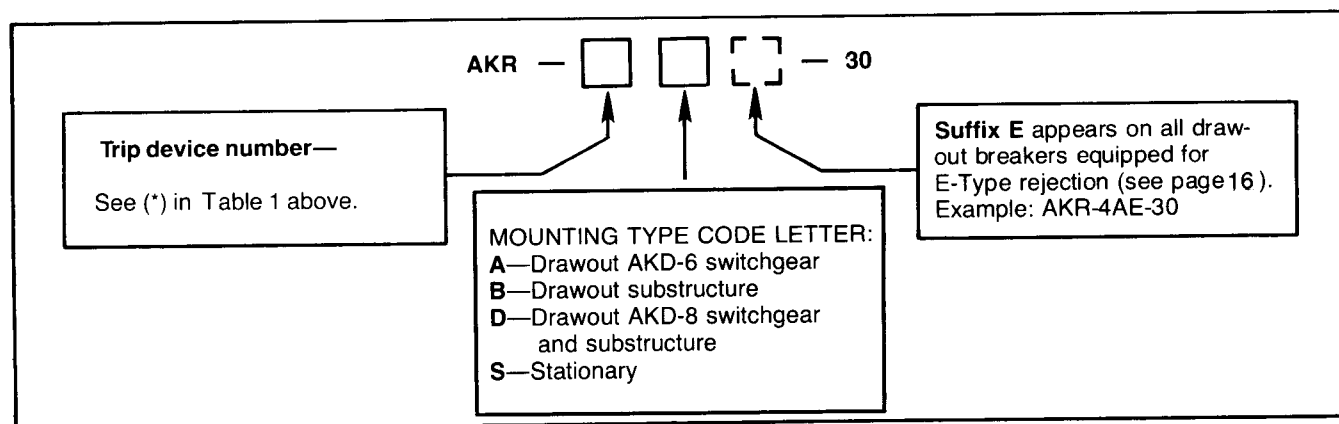 AKR — — 30
Trip device number—
See (*) in Table 1 above.
MOUNTING TYPE CODE LETTER:
A—Drawout AKD-6 switchgear
B—Drawout substructure
D—Drawout AKD-8 switchgear
and substructure
S—Stationary
Suffix E appears on all draw-
out breakers equipped for
E-Type rejection (see page 16 ).
Example: AKR-4AE-30